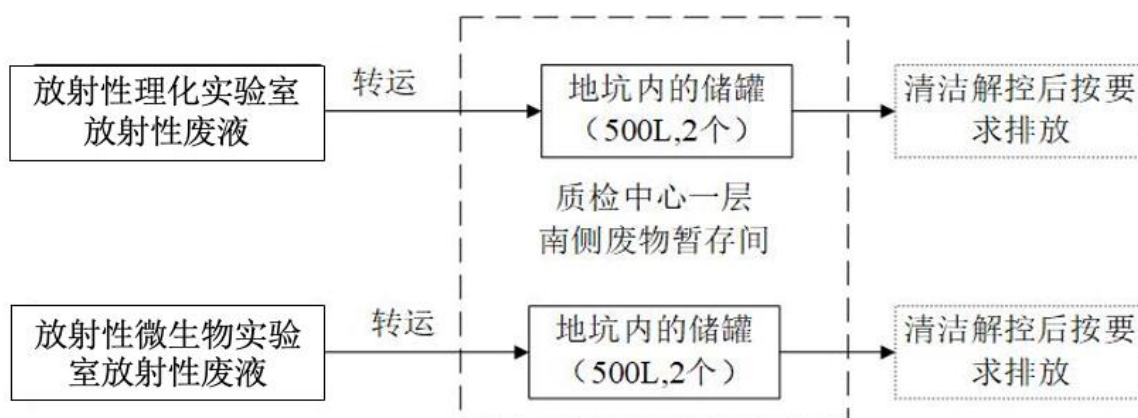 放射性理化实验室
放射性废液
转运
地坑内的储罐
（500L,2个）
清洁解控后按要
求排放
质检中心一层
南侧废物暂存间
放射性微生物实验
室放射性废液
转运
地坑内的储罐
（500L,2个）
清洁解控后按要
求排放